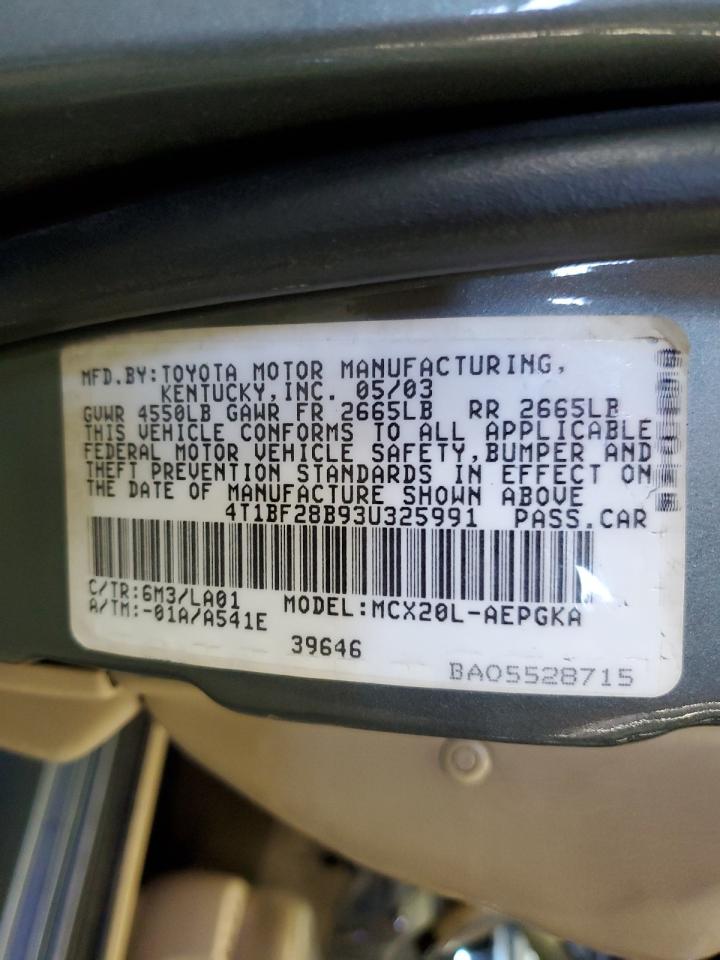 MFD.BY:TOYOTA MOTOR MANUFACTURING,
KENTUCKY,INC. 05/03
GVWR 4550LB GAWR FR 2665LB RR 2665LB
THIS VEHICLE CONFORMS TO ALL APPLICABLE
FEDERAL MOTOR VEHICLE SAFETY,BUMPER AND
THEFT PREVENTION STANDARDS IN EFFECT ON
THE DATE OF MANUFACTURE SHOWN ABOVE
4T1BF28B93U325991 PASS.CAR
C/TR:6M3/LA01
A/TM:-01A/A541E MODEL:MCX20L-AEPGKA
39646
BAO5528715